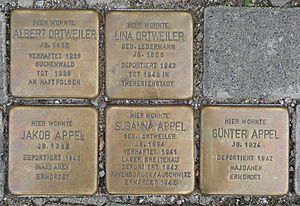 HIER WOHNTE
ALBERT ORTWEILER
JG. 1855
VERHAFTET 1938
BUCHENWALD
TOT 1938
AN HAFTFOLGEN
HIER WOHNTE
LINA ORTWEILER
GEB. LEDERMANN
JG. 1860
DEPORTIERT 1942
TOT 1943 IN
THERESIENSTADT
HIER WOHNTE
JAKOB APPEL
JG.
DEPORTIERT 1942
MAJDANEK
ERMORDET
HIER WOHNTE
SUSANNA APPEL
GEB. ORTWEILER
JG. 1894
VERHAFTET 1941
LAGER BREITENAU
DEPORTIERT 1942
RAVENSBRÜCK/AUSCHWITZ
ERMORDET 1942
HIER WOHNTE
GÜNTER APPEL
JG. 1924
DEPORTIERT 1942
MAJDANEK
ERMORDET